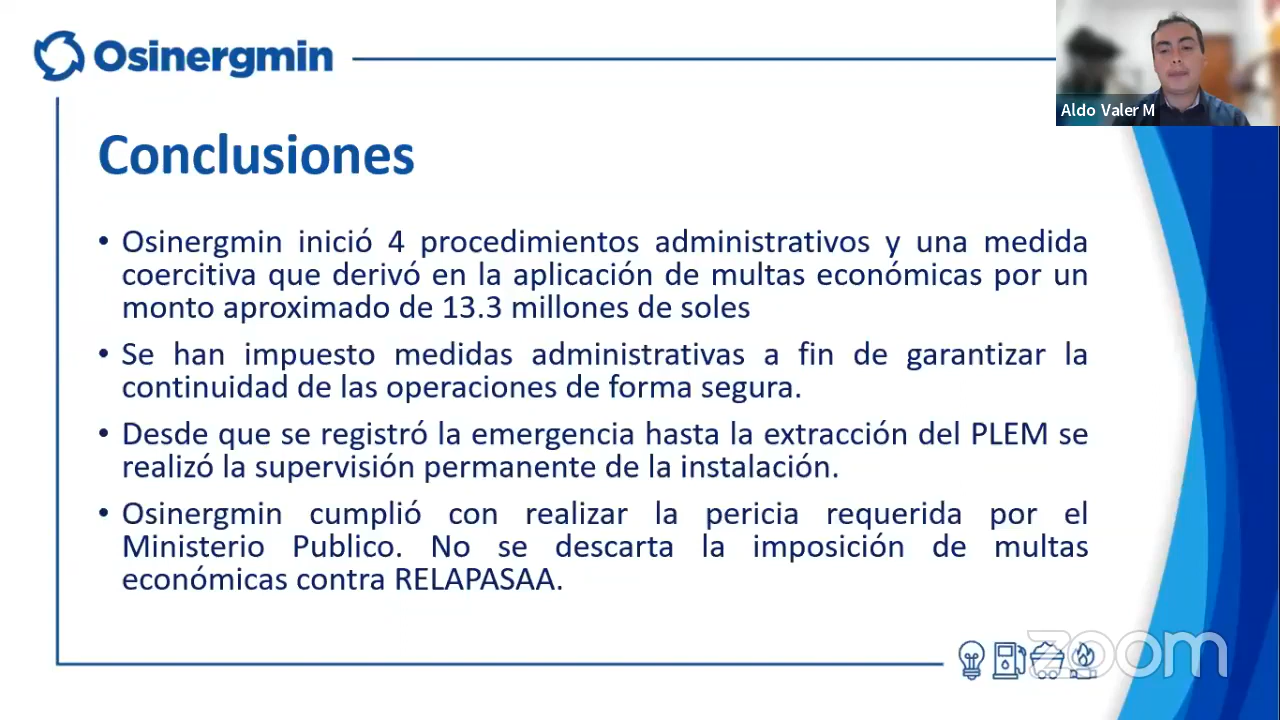 Osinergmin
Aldo Valer M
Conclusiones
• Osinergmin inició 4 procedimientos administrativos y una medida
coercitiva que derivó en la aplicación de multas económicas por un
monto aproximado de 13.3 millones de soles
• Se han impuesto medidas administrativas a fin de garantizar la
continuidad de las operaciones de forma segura.
• Desde que se registró la emergencia hasta la extracción del PLEM se
realizó la supervisión permanente de la instalación.
• Osinergmin cumplió con realizar la pericia requerida por el
Ministerio Publico. No se descarta la imposición de multas
económicas contra RELAPASAA.
zoom